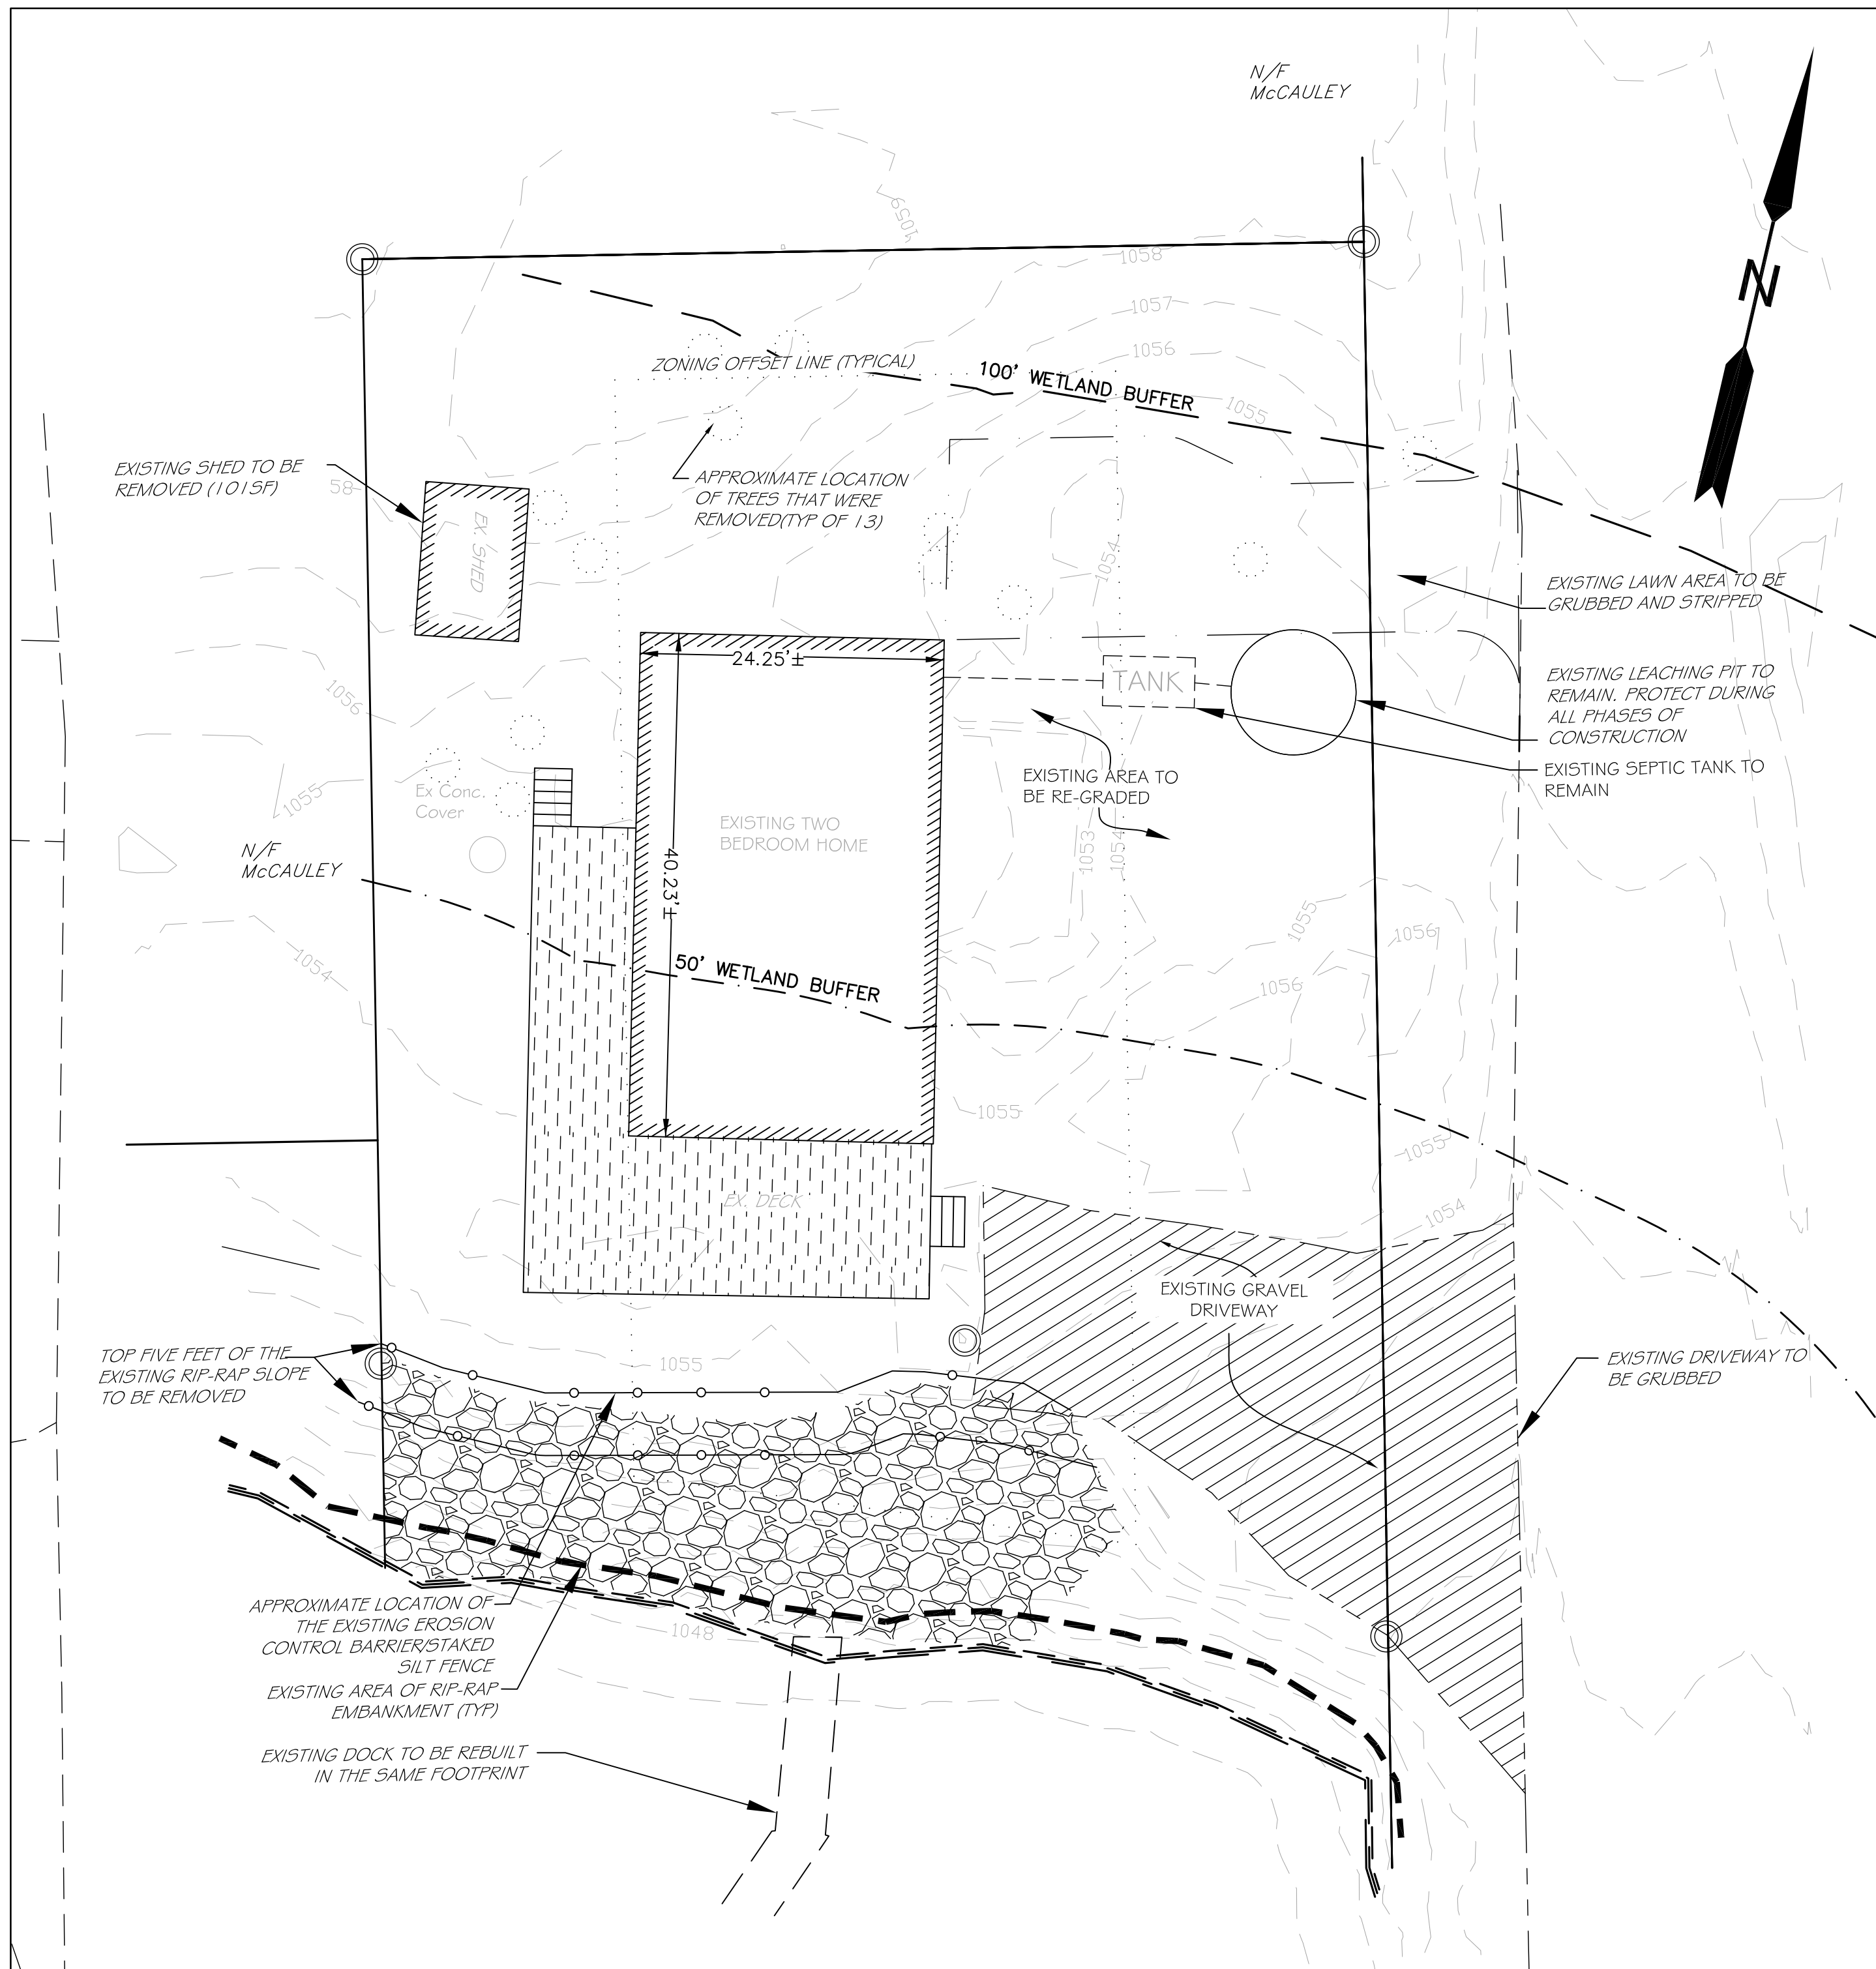 N/F
McCAULEY
N
1059
1058
1057
1056
ZONING OFFSET LINE (TYPICAL)
100' WETLAND BUFFER
1055
EXISTING SHED TO BE
REMOVED (101SF)
58
EX. SHED
APPROXIMATE LOCATION
OF TREES THAT WERE
REMOVED(TYP OF 13)
1054
EXISTING LAWN AREA TO BE
GRUBBED AND STRIPPED
24.25'±
TANK
EXISTING LEACHING PIT TO
REMAIN. PROTECT DURING
ALL PHASES OF
CONSTRUCTION
1056
EXISTING AREA TO
BE RE-GRADED
EXISTING SEPTIC TANK TO
REMAIN
1055
Ex Conc.
Cover
EXISTING TWO
BEDROOM HOME
1053
1054
N/F
McCAULEY
40.23'±
1055
1056
1054
50' WETLAND BUFFER
1056
1055
1055
EX. DECK
1054
EXISTING GRAVEL
DRIVEWAY
TOP FIVE FEET OF THE
EXISTING RIP-RAP SLOPE
TO BE REMOVED
1055
EXISTING DRIVEWAY TO
BE GRUBBED
APPROXIMATE LOCATION OF
THE EXISTING EROSION
CONTROL BARRIER/STAKED
SILT FENCE
1048
EXISTING AREA OF RIP-RAP
EMBANKMENT (TYP)
EXISTING DOCK TO BE REBUILT
IN THE SAME FOOTPRINT